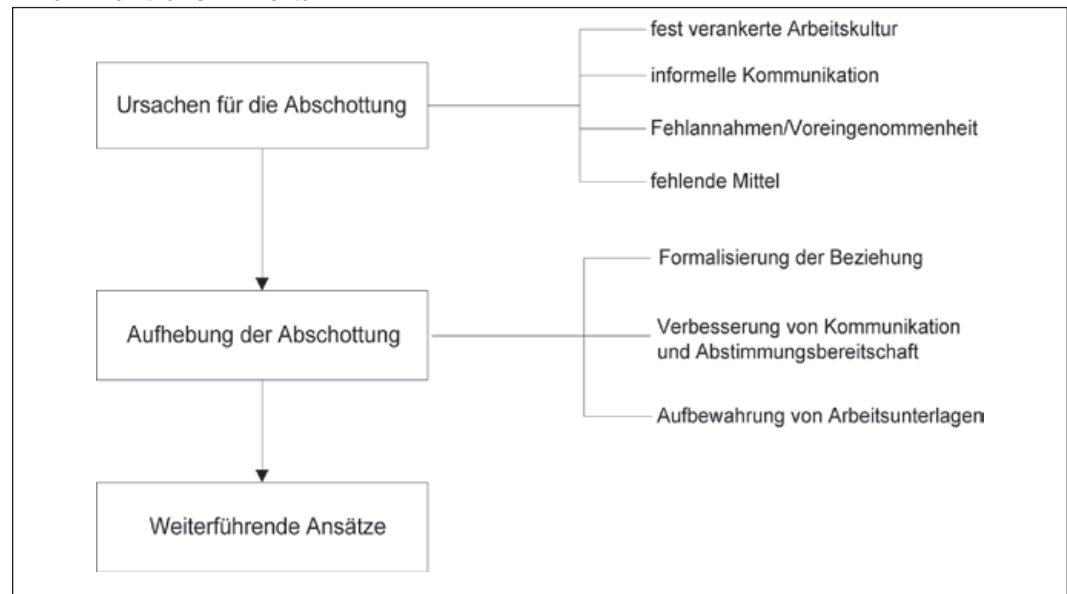 Ursachen für die Abschottung
fest verankerte Arbeitskultur
informelle Kommunikation
Fehlannahmen/Voreingenommenheit
fehlende Mittel
Aufhebung der Abschottung
Formalisierung der Beziehung
Verbesserung von Kommunikation
und Abstimmungsbereitschaft
Aufbewahrung von Arbeitsunterlagen
Weiterführende Ansätze